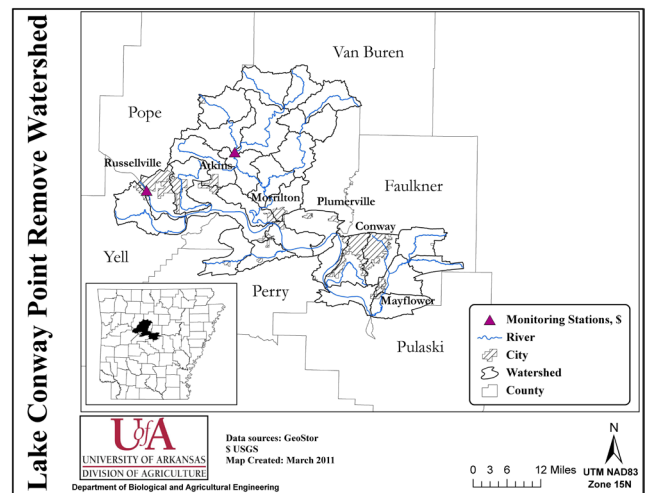 Lake Conway Point Remove Watershed
Van Buren
Pope
Russellville
Atkins
Faulkner
Morrilton
Plumerville
Conway
Yell
Perry
Mayflower
Pulaski
Monitoring Stations, $
River
City
Watershed
County
UofA
UNIVERSITY OF ARKANSAS
DIVISION OF AGRICULTURE
Department of Biological and Agricultural Engineering
Data sources: GeoStor
$ USGS
Map Created: March 2011
0 3 6 12 Miles
N
UTM NAD83
Zone 15N